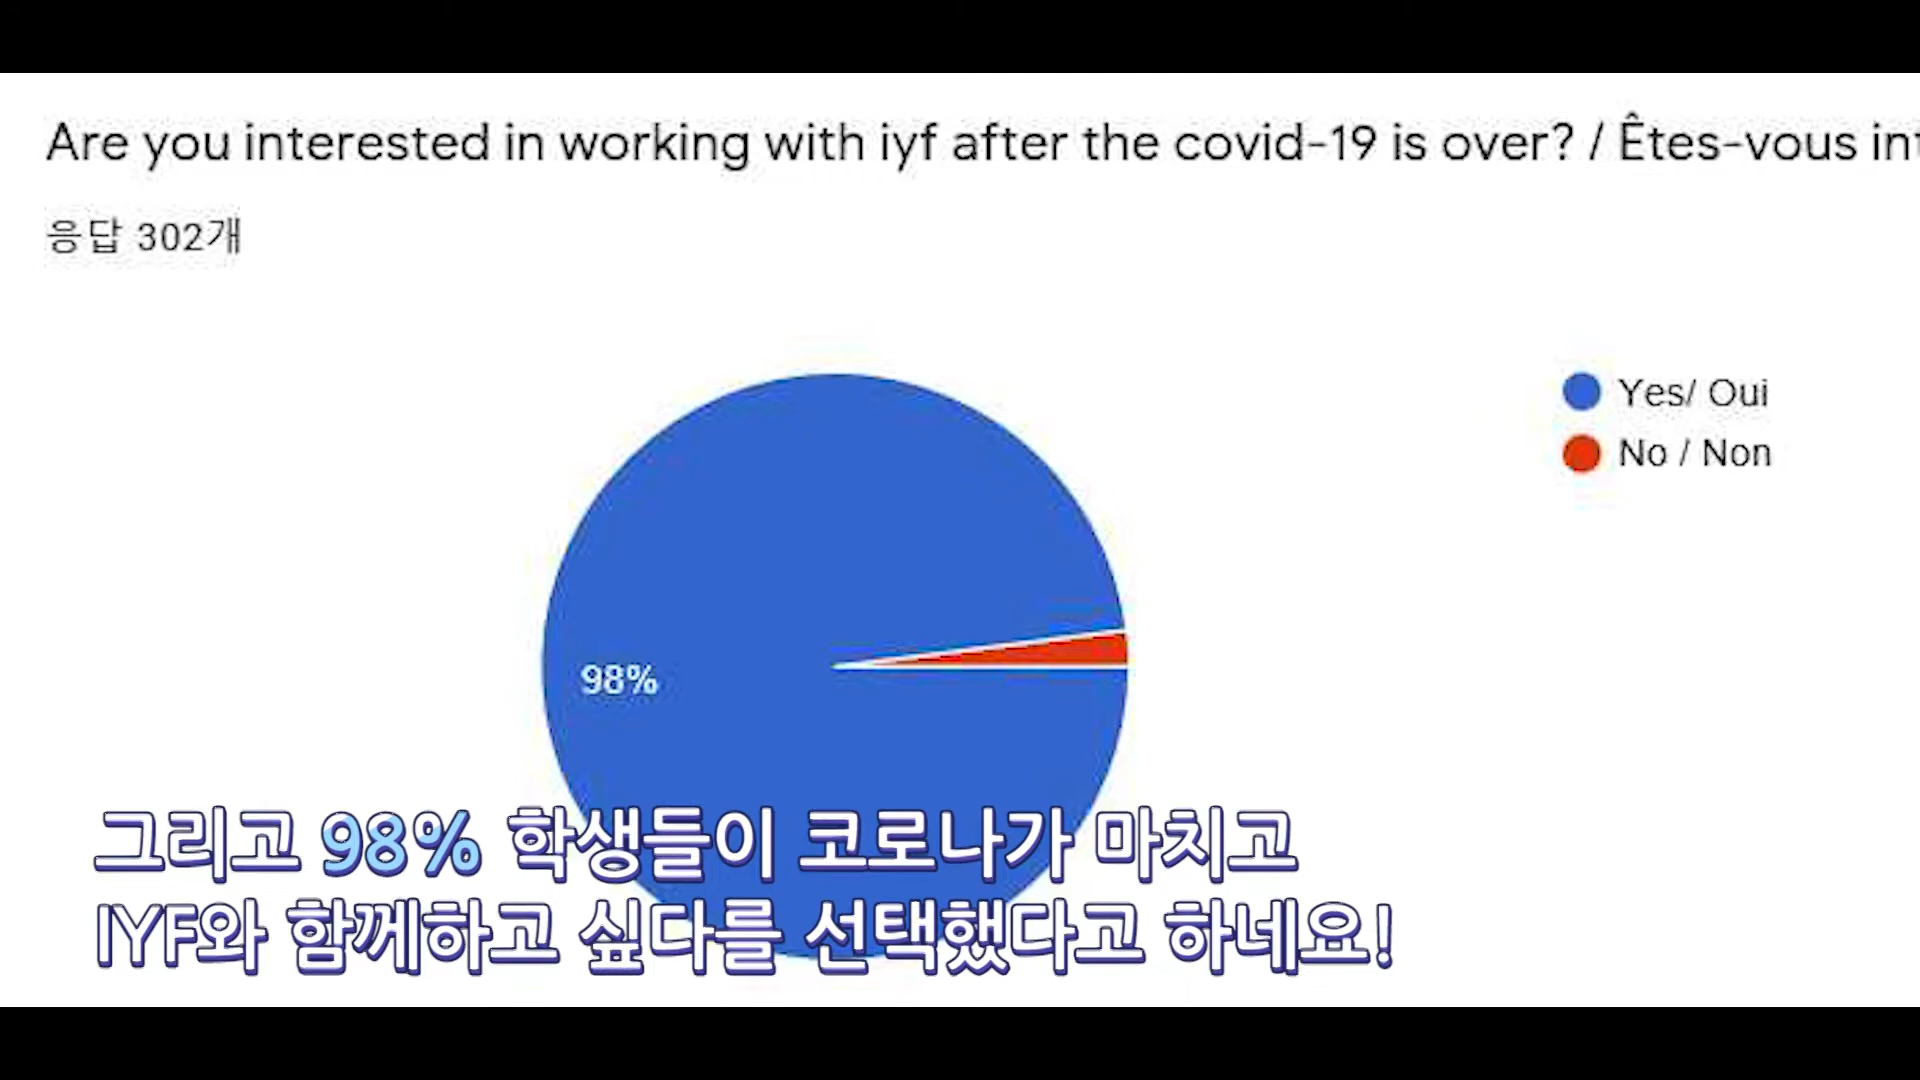 Are you interested in working with iyf after the covid-19 is over? / Êtes-vous int
응답 302개
Yes/ Oui
No / Non
98%
그리고 98% 학생들이 코로나가 마치고
IYF와 함께하고 싶다를 선택했다고 하네요!